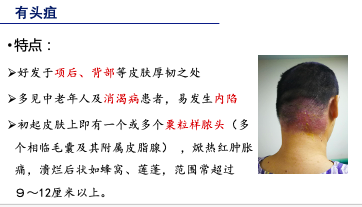 有头疽
•特点：
➢好发于项后、背部等皮肤厚韧之处
➢多见中老年人及消渴病患者，易发生内陷
➢初起皮肤上即有一个或多个粟粒样脓头（多
个相临毛囊及其附属皮脂腺），焮热红肿胀
痛，溃烂后状如蜂窝、莲蓬，范围常超过
9～12厘米以上。